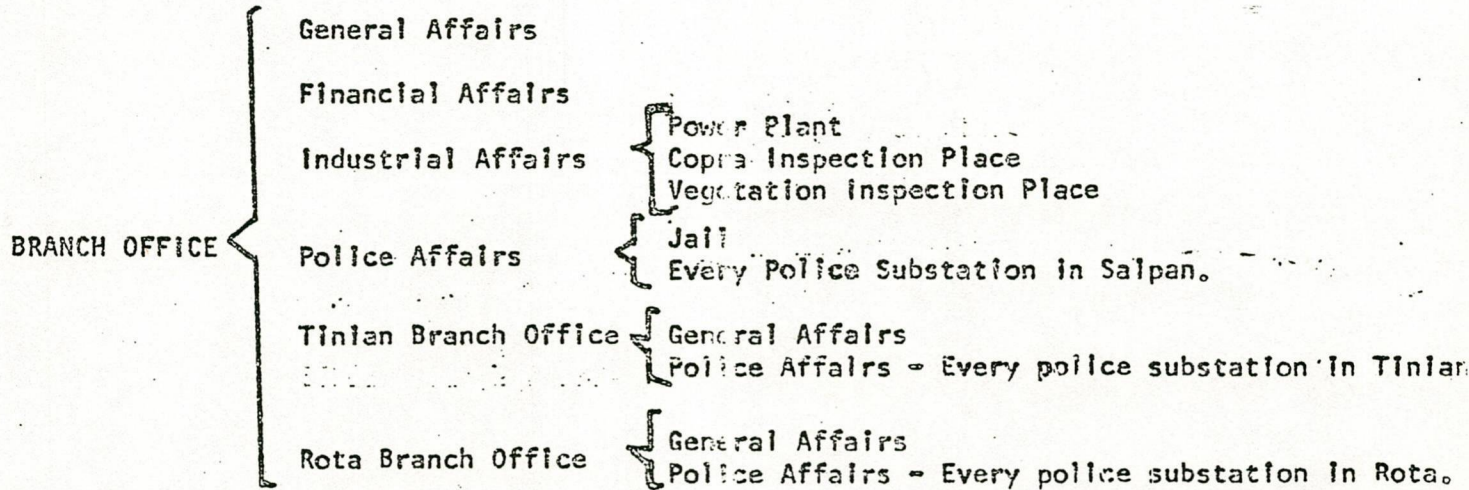 General Affairs
Financial Affairs
Industrial Affairs
Power Plant
Copra Inspection Place
Vegetation Inspection Place
BRANCH OFFICE
Police Affairs
Jail
Every Police Substation in Saipan.
Tinian Branch Office
General Affairs
Police Affairs - Every police substation in Tinian
Rota Branch Office
General Affairs
Police Affairs - Every police substation in Rota.